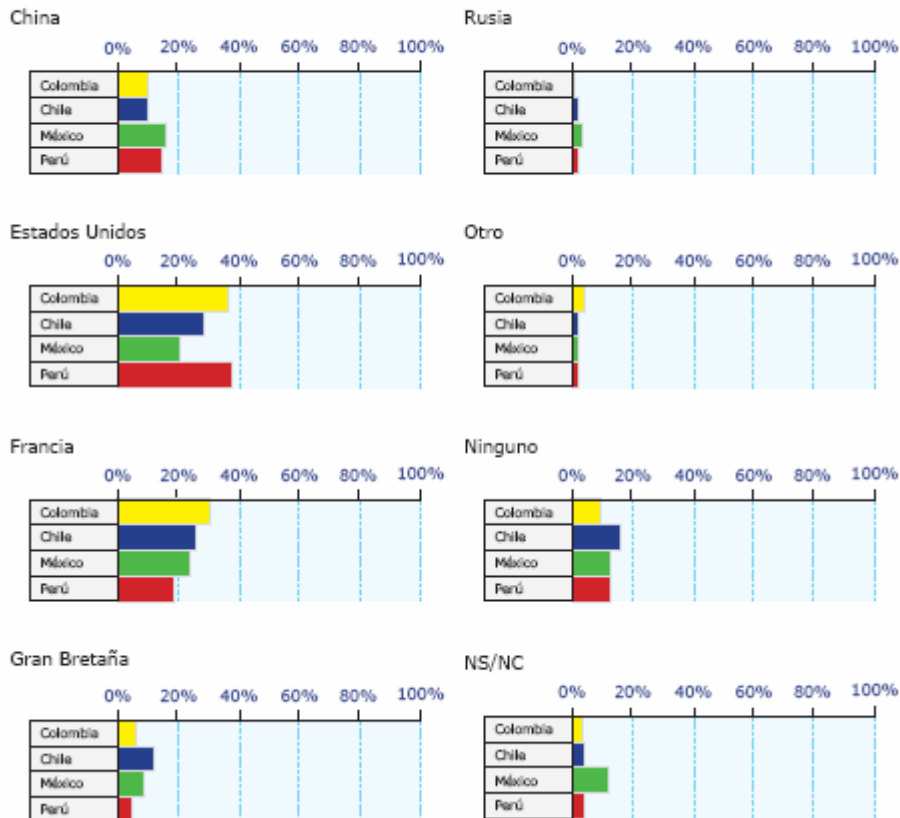 China
0% 20% 40% 60% 80% 100%
Colombia
Chile
México
Perú
Rusia
0% 20% 40% 60% 80% 100%
Colombia
Chile
México
Perú
Estados Unidos
0% 20% 40% 60% 80% 100%
Colombia
Chile
México
Perú
Otro
0% 20% 40% 60% 80% 100%
Colombia
Chile
México
Perú
Francia
0% 20% 40% 60% 80% 100%
Colombia
Chile
México
Perú
Ninguno
0% 20% 40% 60% 80% 100%
Colombia
Chile
México
Perú
Gran Bretaña
0% 20% 40% 60% 80% 100%
Colombia
Chile
México
Perú
NS/NC
0% 20% 40% 60% 80% 100%
Colombia
Chile
México
Perú